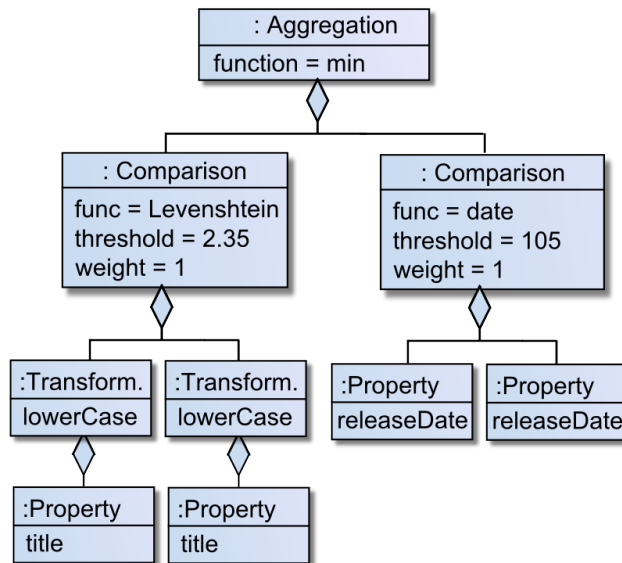 : Aggregation
function = min
: Comparison
func = Levenshtein
threshold = 2.35
weight = 1
: Comparison
func = date
threshold = 105
weight = 1
:Transform.
lowerCase
:Transform.
lowerCase
:Property
releaseDate
:Property
releaseDate
:Property
title
:Property
title